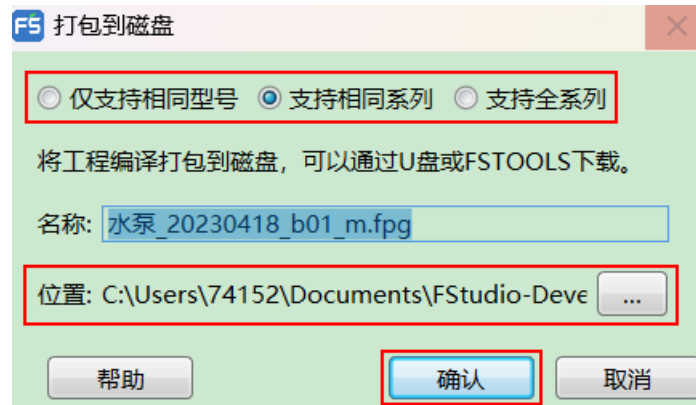 FS 打包到磁盘
仅支持相同型号 支持相同系列 支持全系列
将工程编译打包到磁盘，可以通过U盘或FSTOOLS下载。
名称: 水泵_20230418_b01_m.fpg
位置: C:\Users\74152\Documents\FStudio-Deve ...
帮助 确认 取消